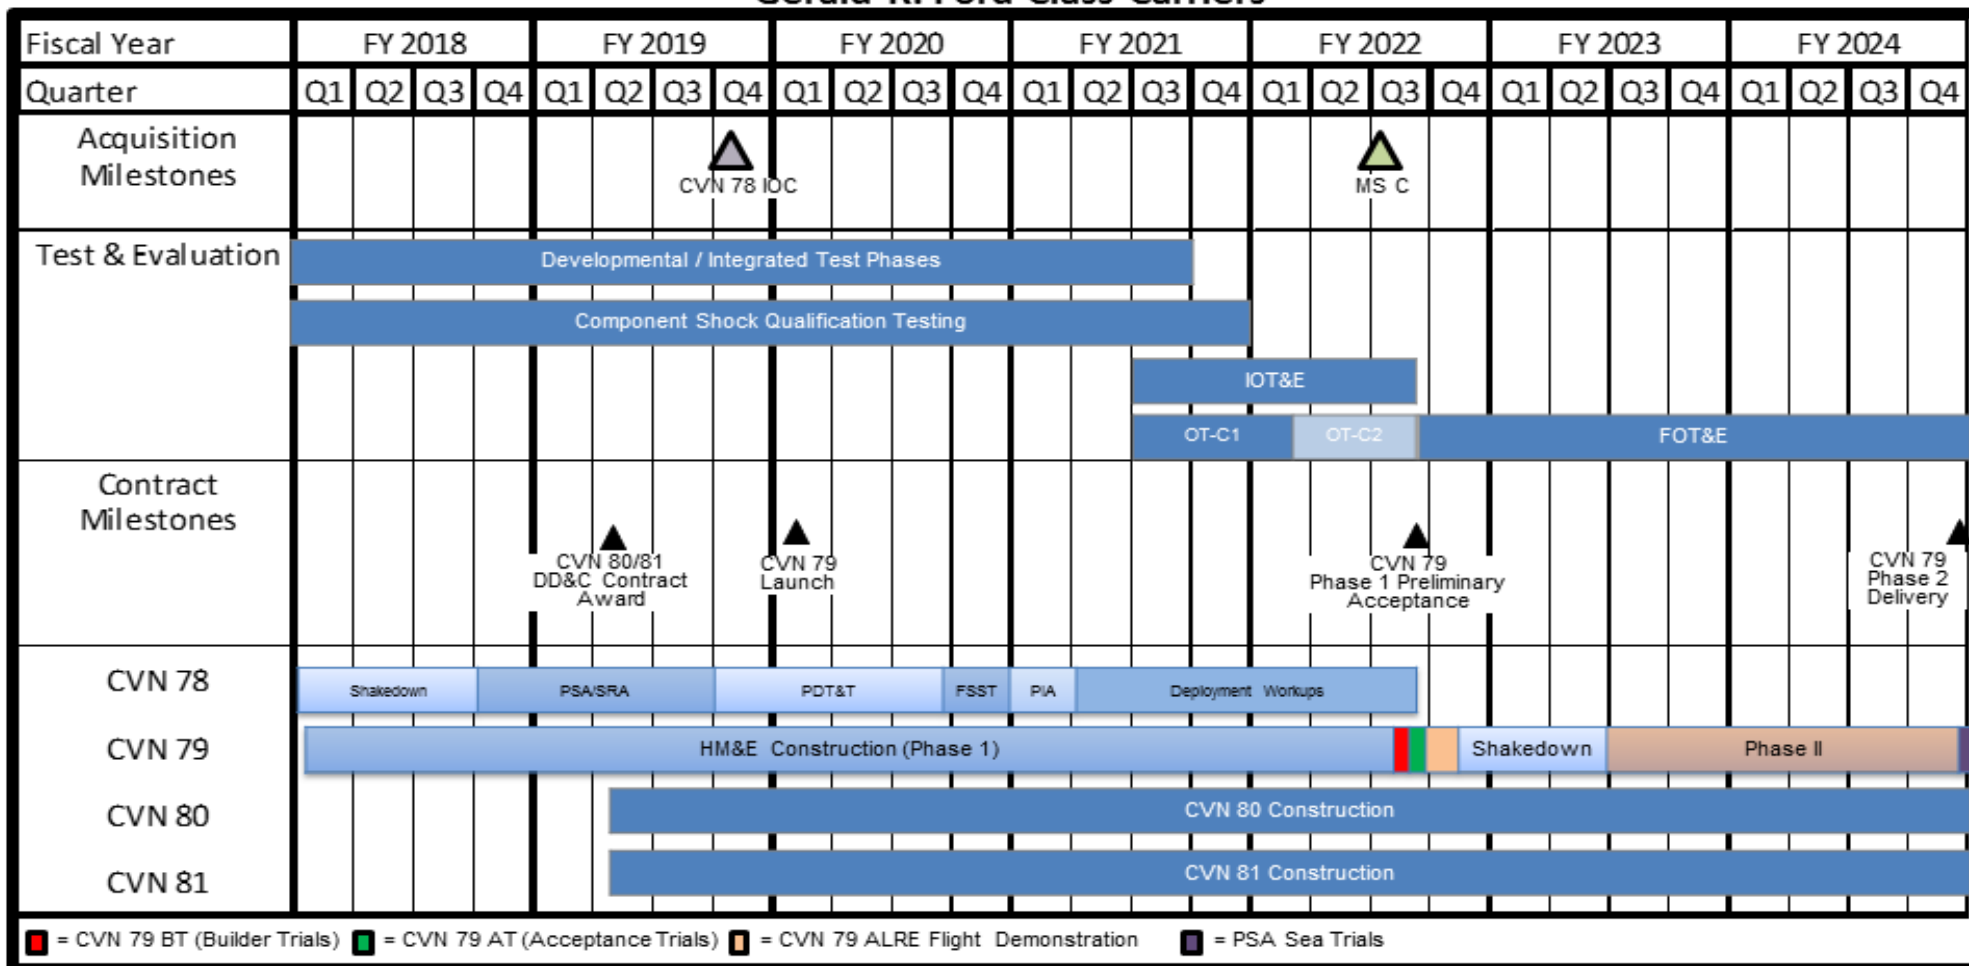 Gerald R. Ford Class Carriers
Fiscal Year FY 2018 FY 2019 FY 2020 FY 2021 FY 2022 FY 2023 FY 2024
Quarter Q1 Q2 Q3 Q4 Q1 Q2 Q3 Q4 Q1 Q2 Q3 Q4 Q1 Q2 Q3 Q4 Q1 Q2 Q3 Q4 Q1 Q2 Q3 Q4 Q1 Q2 Q3 Q4
Acquisition
Milestones
CVN 78 IOC
MS C
Test & Evaluation
Developmental / Integrated Test Phases
Component Shock Qualification Testing
IOT&E
OT-C1 OT-C2 FOT&E
Contract
Milestones
CVN 80/81
DD&C Contract
Award
CVN 79
Launch
CVN 79
Phase 1 Preliminary
Acceptance
CVN 79
Phase 2
Delivery
CVN 78
Shakedown PSA/SRA PDT&T FSST PIA Deployment Workups
CVN 79
HM&E Construction (Phase 1) Shakedown Phase II
CVN 80
CVN 80 Construction
CVN 81
CVN 81 Construction
= CVN 79 BT (Builder Trials) = CVN 79 AT (Acceptance Trials) = CVN 79 ALRE Flight Demonstration = PSA Sea Trials